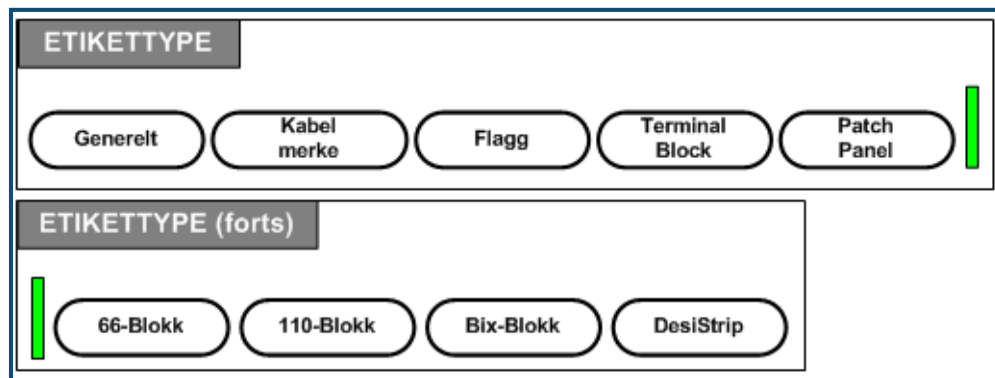 ETIKETTYPE
Generelt
Kabel
merke
Flagg
Terminal
Block
Patch
Panel
ETIKETTYPE (forts)
66-Blokk
110-Blokk
Bix-Blokk
DesiStrip